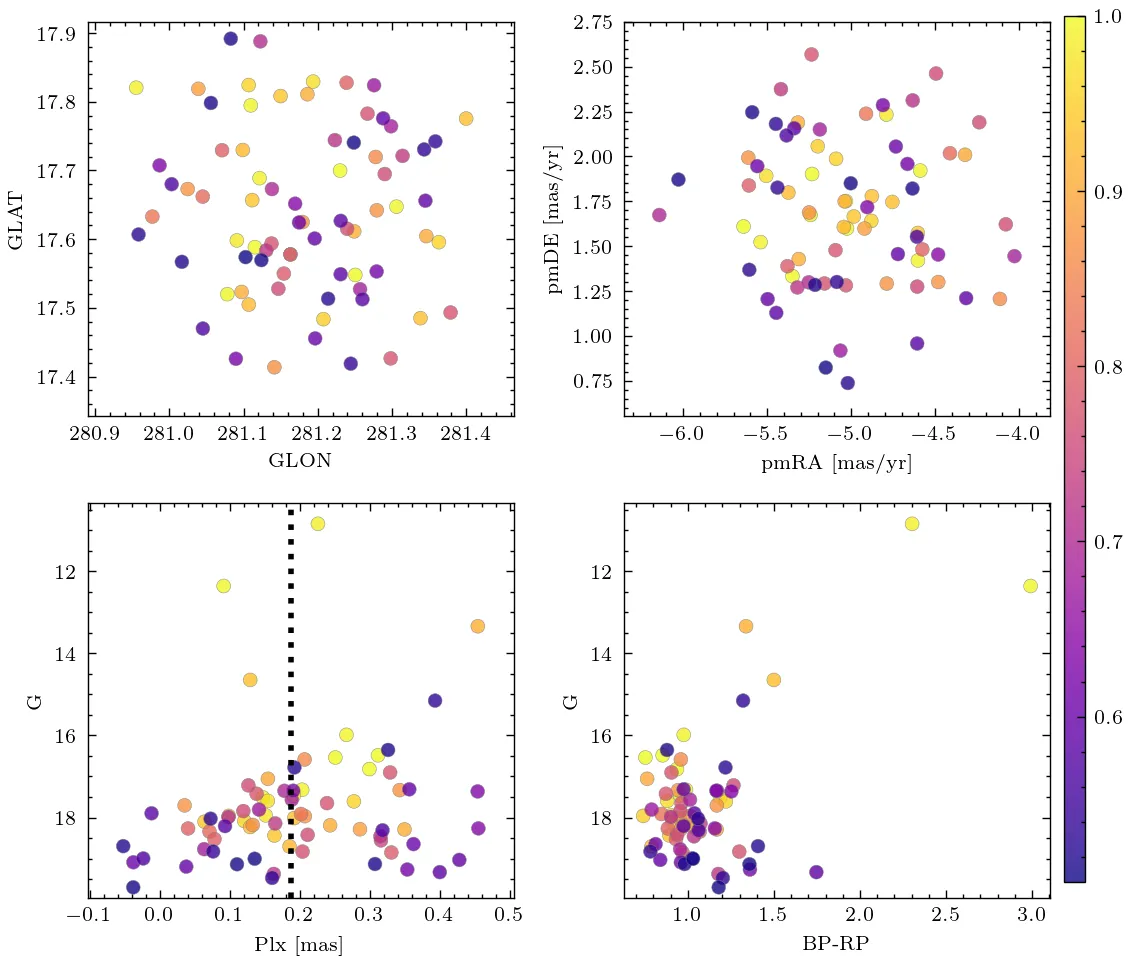 17.9
17.8
17.7
17.6
17.5
17.4
GLAT
280.9 281.0 281.1 281.2 281.3 281.4
GLON
2.75
2.50
2.25
2.00
1.75
1.50
1.25
1.00
0.75
pmDE [mas/yr]
−6.0 −5.5 −5.0 −4.5 −4.0
pmRA [mas/yr]
12
14
16
18
G
−0.1 0.0 0.1 0.2 0.3 0.4 0.5
Plx [mas]
12
14
16
18
G
1.0 1.5 2.0 2.5 3.0
BP-RP
1.0
0.9
0.8
0.7
0.6